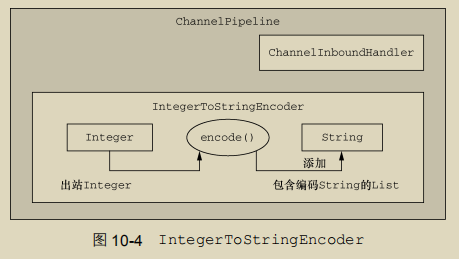 ChannelPipeline
ChannelInboundHandler
IntegerToStringEncoder
Integer
encode()
String
添加
出站Integer
包含编码String的List
图 10-4 IntegerToStringEncoder